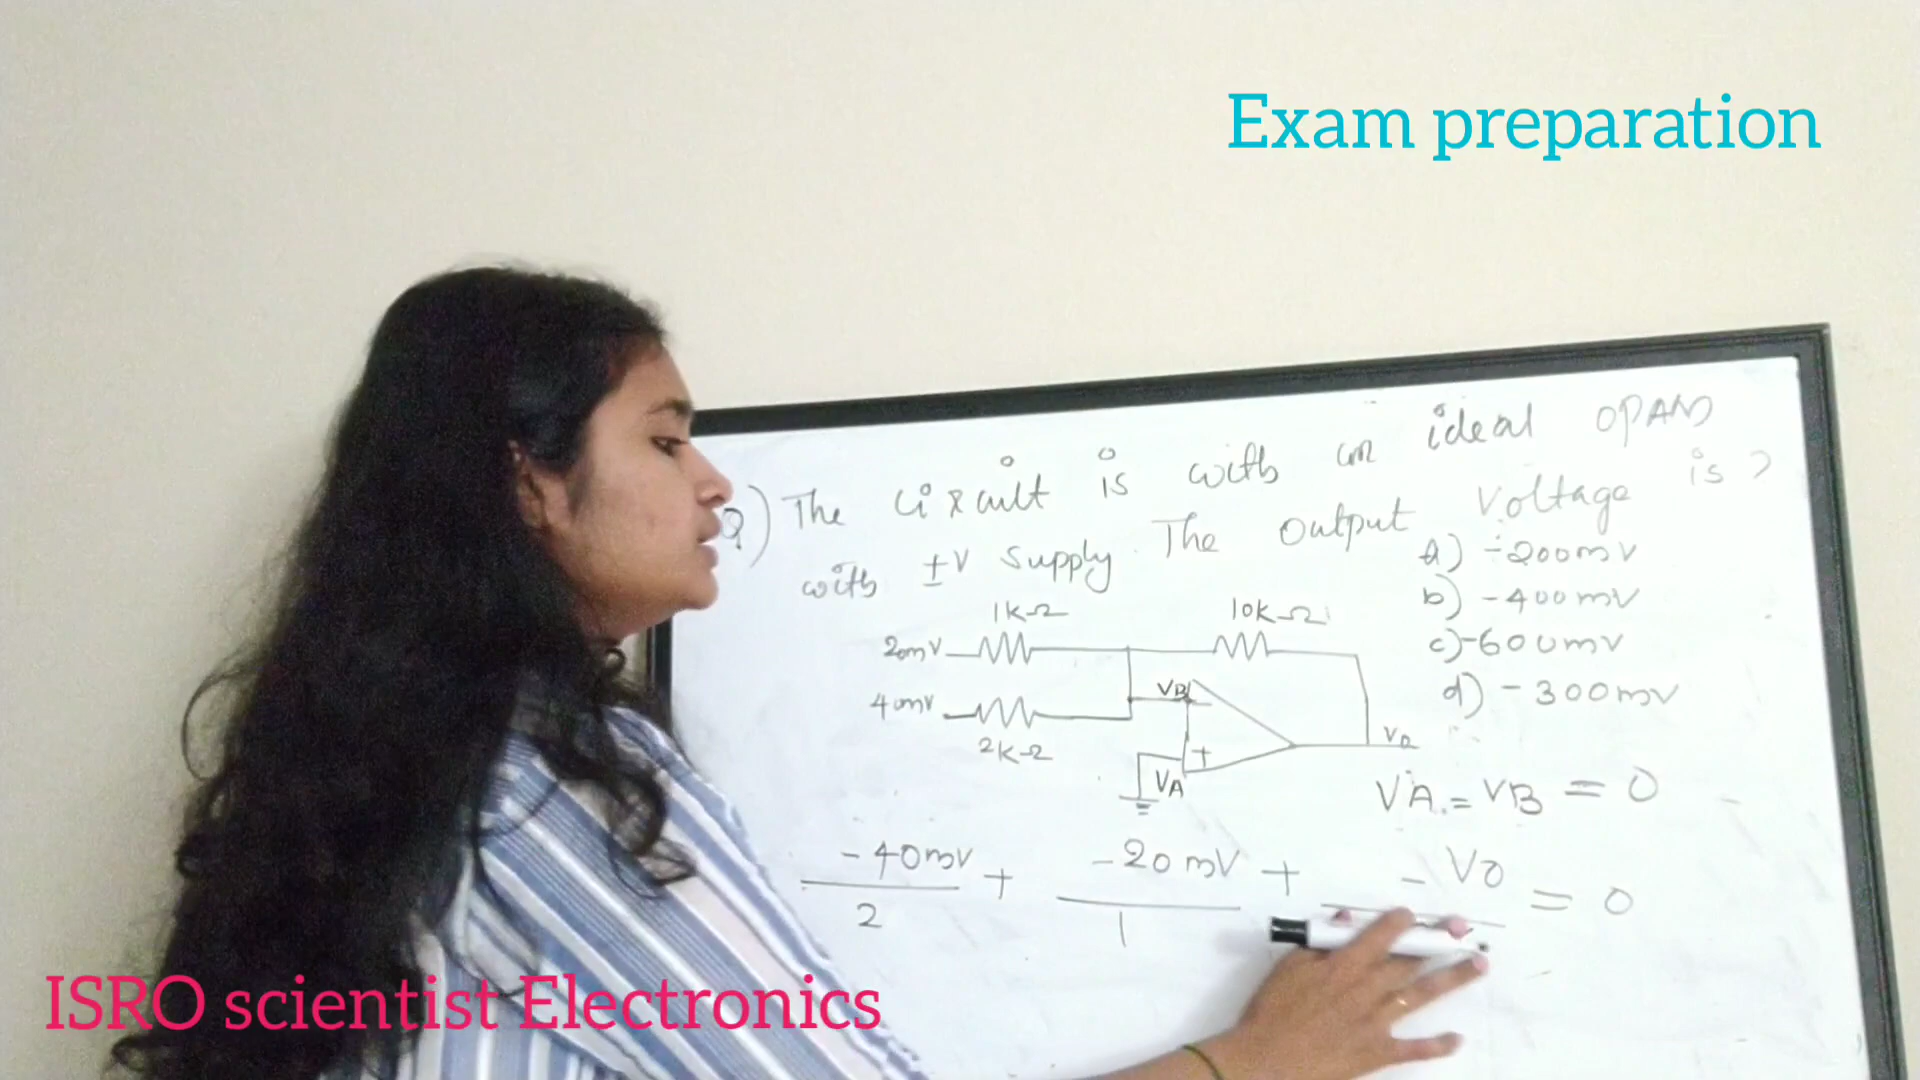 Exam preparation
Q) The circuit is with an ideal OPAM
with ±V supply. The output voltage is?
a) -200mV
b) -400mV
c) -600mV
d) -300mV
1KΩ
10KΩ
20mV
40mV
2KΩ
VB
-
+
VA
VO
VA = VB = 0
-40mV + -20mV + -VO = 0
2 1
ISRO scientist Electronics